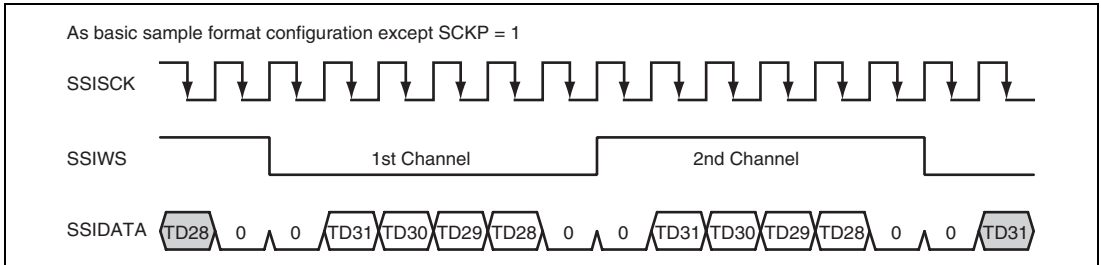 As basic sample format configuration except SCKP = 1
SSISCK
SSIWS 1st Channel 2nd Channel
SSIDATA TD28 0 0 TD31 TD30 TD29 TD28 0 0 TD31 TD30 TD29 TD28 0 0 TD31